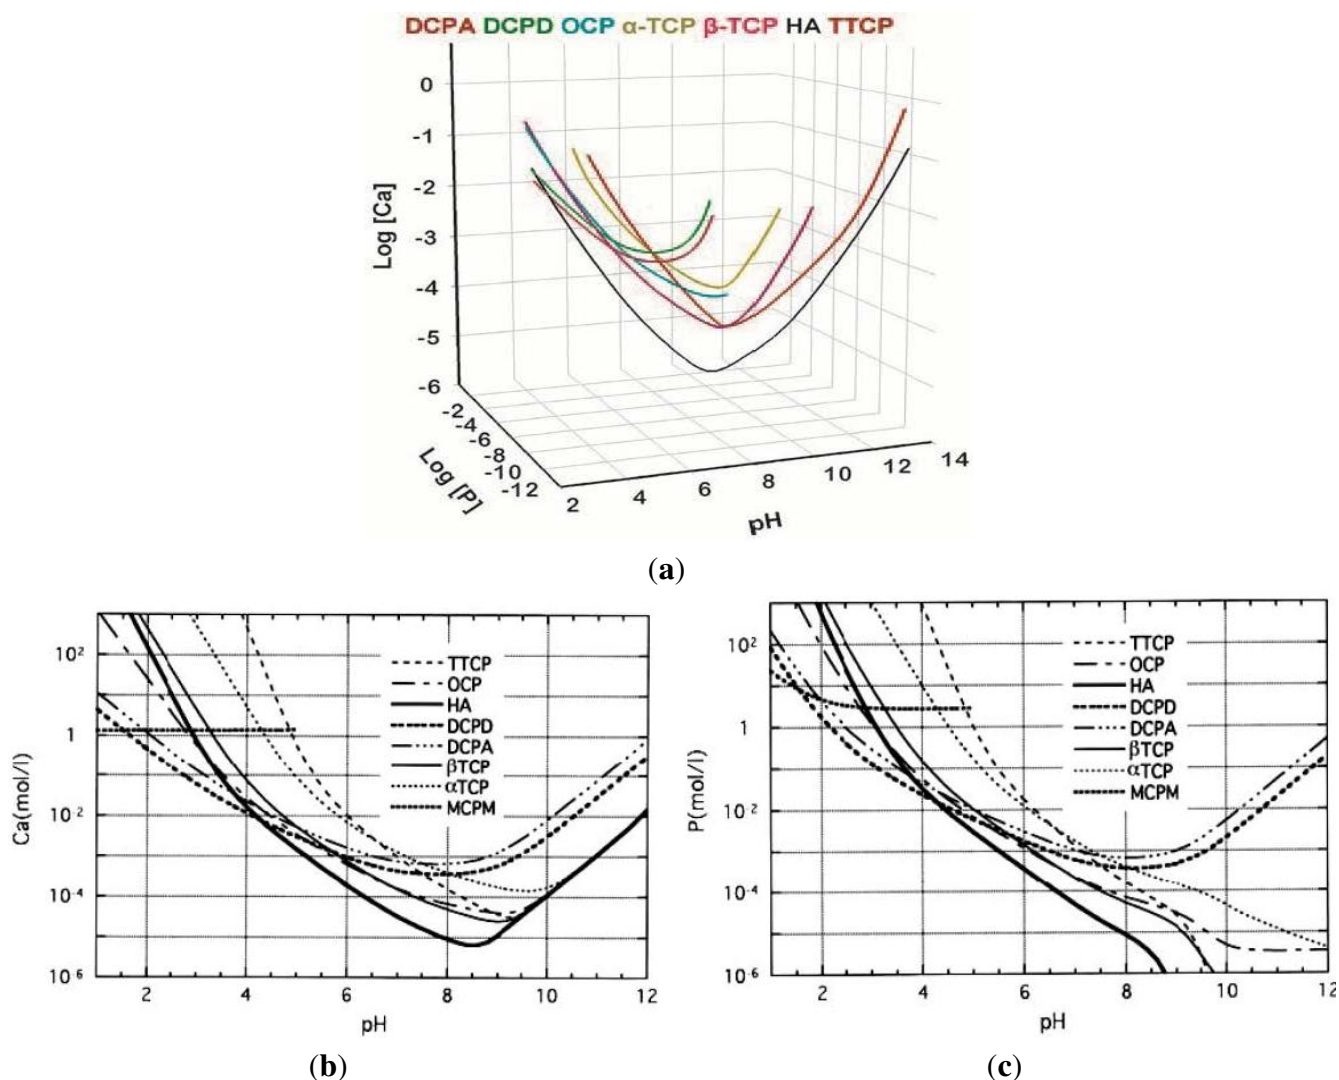 DCPA DCPD OCP α-TCP β-TCP HA TTCP
0
-1
-2
-3
-4
-5
-6
Log [Ca]
-2
-4
-6
-8
-10
-12
Log [P]
2 4 6 8 10 12 14
pH
(a)
10²
1
10⁻²
10⁻⁴
10⁻⁶
Ca(mol/l)
TTCP
OCP
HA
DCPD
DCPA
βTCP
αTCP
MCPM
2 4 6 8 10 12
pH
(b)
10²
1
10⁻²
10⁻⁴
10⁻⁶
P(mol/l)
TTCP
OCP
HA
DCPD
DCPA
βTCP
αTCP
MCPM
2 4 6 8 10 12
pH
(c)